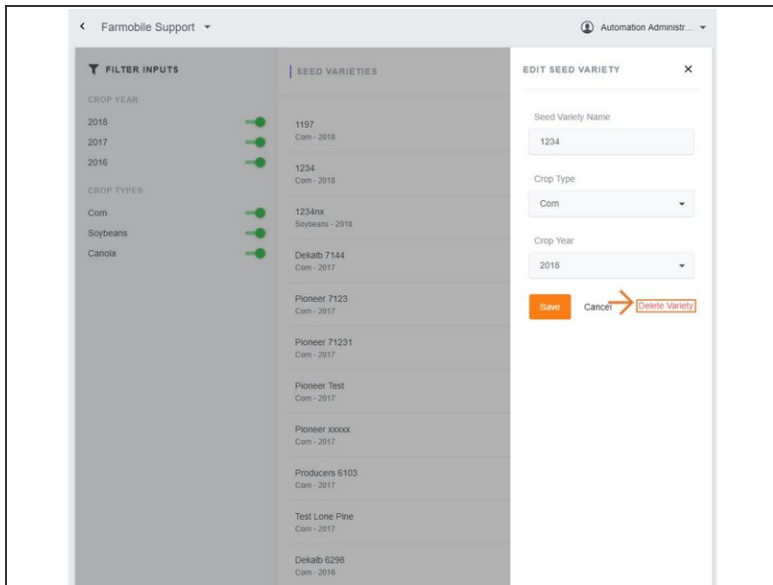 Farmobile Support
Automation Administr...
FILTER INPUTS
CROP YEAR
2018
2017
2016
CROP TYPES
Corn
Soybeans
Canola
SEED VARIETIES
1197
Corn - 2018
1234
Corn - 2018
1234nx
Soybeans - 2018
Dekalb 7144
Corn - 2017
Pioneer 7123
Corn - 2017
Pioneer 71231
Corn - 2017
Pioneer Test
Corn - 2017
Pioneer xxxxx
Corn - 2017
Producers 6103
Corn - 2017
Test Lone Pine
Corn - 2017
Dekalb 6298
Corn - 2016
EDIT SEED VARIETY
Seed Variety Name
1234
Crop Type
Corn
Crop Year
2018
Save Cancel Delete Variety